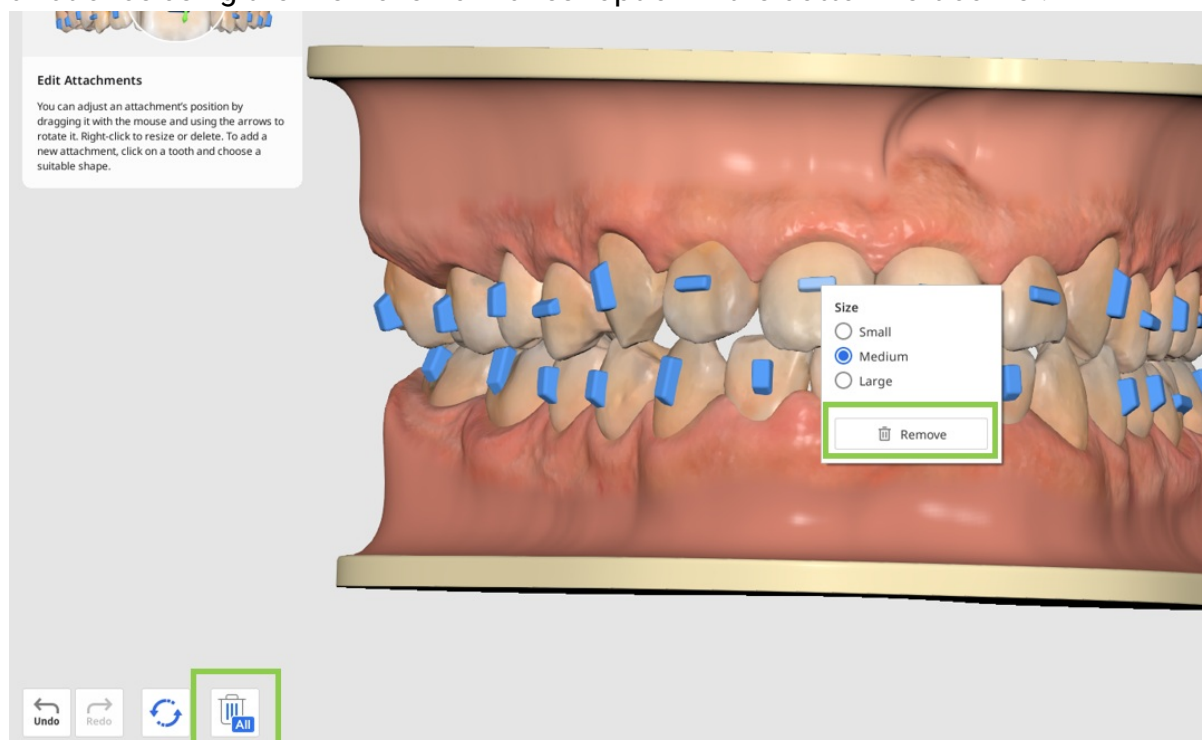 Edit Attachments
You can adjust an attachment's position by
dragging it with the mouse and using the arrows to
rotate it. Right-click to resize or delete. To add a
new attachment, click on a tooth and choose a
suitable shape.
Size
Small
Medium
Large
Remove
Undo
Redo
All